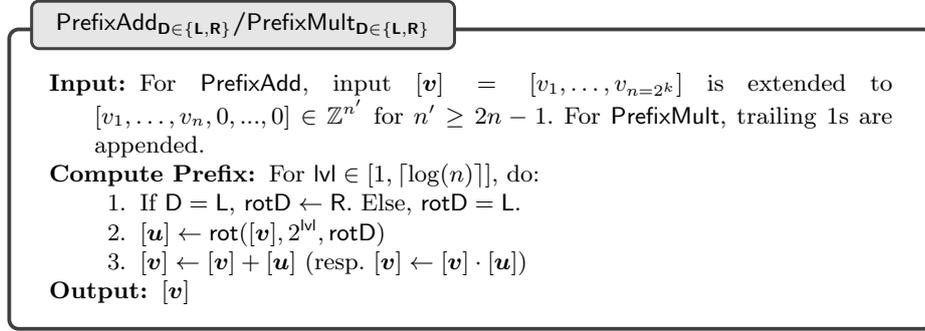 PrefixAdd_{D∈{L,R}}/PrefixMult_{D∈{L,R}}
Input: For PrefixAdd, input [v] = [v_1, . . . , v_{n=2^k}] is extended to
[v_1, . . . , v_n, 0, ..., 0] ∈ ℤ^{n′} for n′ ≥ 2n − 1. For PrefixMult, trailing 1s are
appended.
Compute Prefix: For lvl ∈ [1, ⌈log(n)⌉], do:
1. If D = L, rotD ← R. Else, rotD = L.
2. [u] ← rot([v], 2^{lvl}, rotD)
3. [v] ← [v] + [u] (resp. [v] ← [v] · [u])
Output: [v]